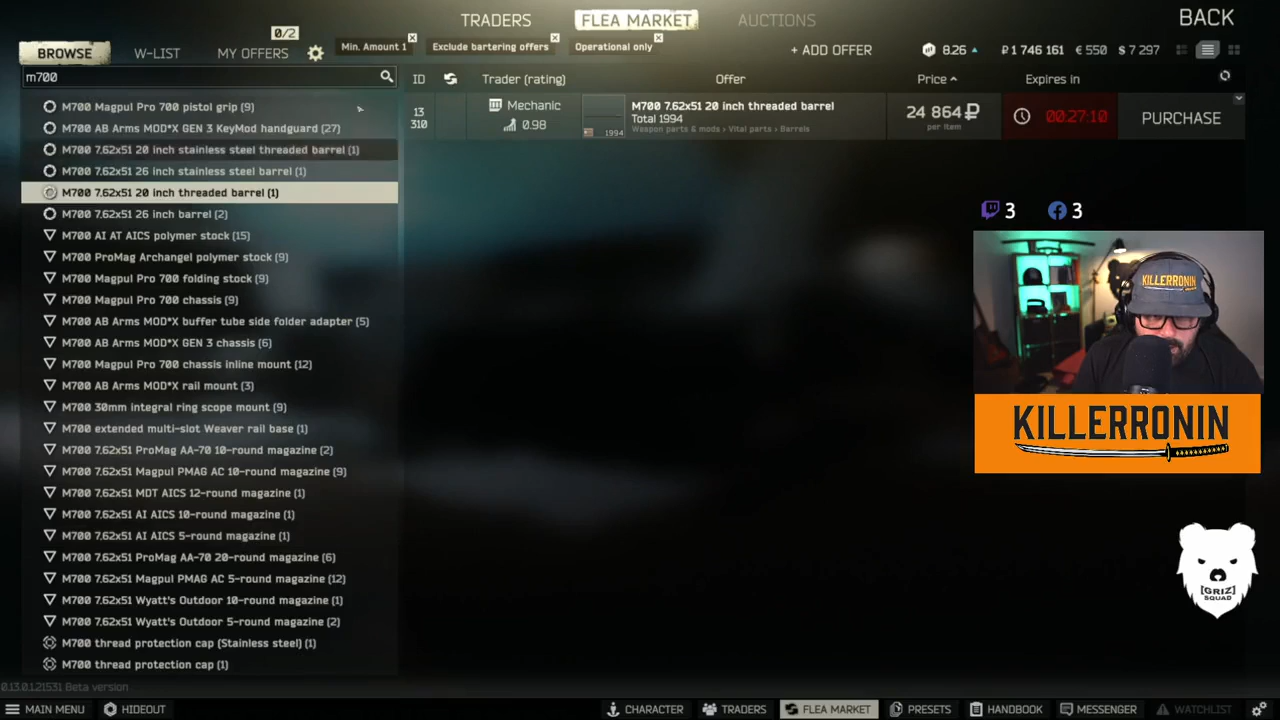 TRADERS
FLEA MARKET
AUCTIONS
BACK
0/2
BROWSE
W-LIST
MY OFFERS
Min. Amount 1
Exclude bartering offers
Operational only
+ ADD OFFER
8.26
₽ 1 746 161
€ 550
$ 7 297
m700
ID
Trader (rating)
Offer
Price
Expires in
13
310
Mechanic
0.98
1994
M700 7.62x51 20 inch threaded barrel
Total 1994
Weapon parts & mods > Vital parts > Barrels
24 864 ₽
per item
00:27:10
PURCHASE
M700 Magpul Pro 700 pistol grip (9)
M700 AB Arms MOD*X GEN 3 KeyMod handguard (27)
M700 7.62x51 20 inch stainless steel threaded barrel (1)
M700 7.62x51 26 inch stainless steel barrel (1)
M700 7.62x51 20 inch threaded barrel (1)
M700 7.62x51 26 inch barrel (2)
M700 AI AT AICS polymer stock (15)
M700 ProMag Archangel polymer stock (9)
M700 Magpul Pro 700 folding stock (9)
M700 Magpul Pro 700 chassis (9)
M700 AB Arms MOD*X buffer tube side folder adapter (5)
M700 AB Arms MOD*X GEN 3 chassis (6)
M700 Magpul Pro 700 chassis inline mount (12)
M700 AB Arms MOD*X rail mount (3)
M700 30mm integral ring scope mount (9)
M700 extended multi-slot Weaver rail base (1)
M700 7.62x51 ProMag AA-70 10-round magazine (2)
M700 7.62x51 Magpul PMAG AC 10-round magazine (9)
M700 7.62x51 MDT AICS 12-round magazine (1)
M700 7.62x51 AI AICS 10-round magazine (1)
M700 7.62x51 AI AICS 5-round magazine (1)
M700 7.62x51 ProMag AA-70 20-round magazine (6)
M700 7.62x51 Magpul PMAG AC 5-round magazine (12)
M700 7.62x51 Wyatt's Outdoor 10-round magazine (1)
M700 7.62x51 Wyatt's Outdoor 5-round magazine (2)
M700 thread protection cap (Stainless steel) (1)
M700 thread protection cap (1)
3
3
KILLERRONIN
KILLERRONIN
[GRIZ]
SQUAD
0.13.0.1.21531 Beta version
MAIN MENU
HIDEOUT
CHARACTER
TRADERS
FLEA MARKET
PRESETS
HANDBOOK
MESSENGER
WATCHLIST